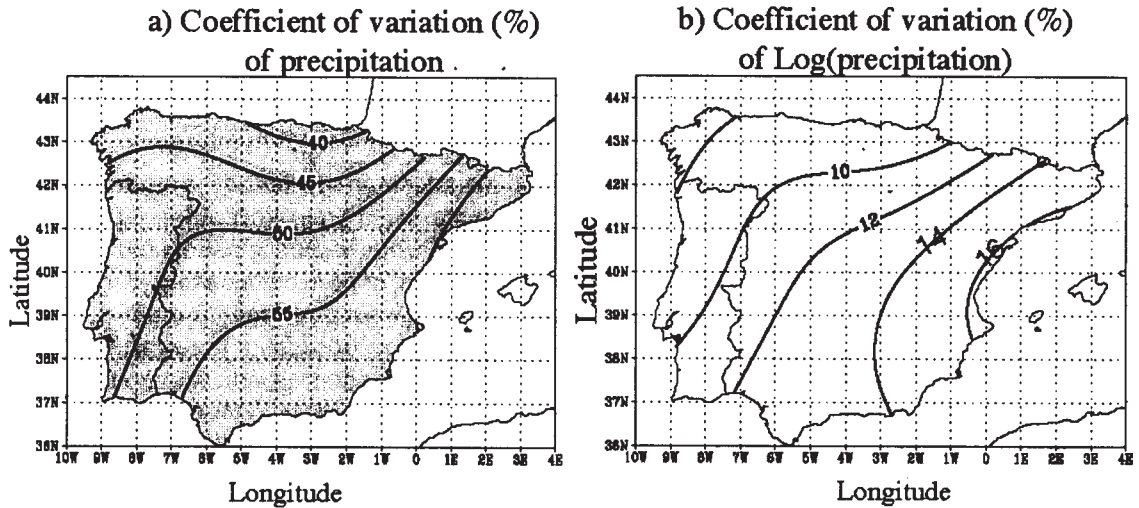 a) Coefficient of variation (%)
of precipitation
44N
43N
42N
41N
40N
39N
38N
37N
36N
10W 9W 8W 7W 6W 5W 4W 3W 2W 1W 0 1E 2E 3E 4E
Latitude
Longitude
40
45
50
55
b) Coefficient of variation (%)
of Log(precipitation)
44N
43N
42N
41N
40N
39N
38N
37N
36N
10W 9W 8W 7W 6W 5W 4W 3W 2W 1W 0 1E 2E 3E 4E
Latitude
Longitude
10
12
14
16